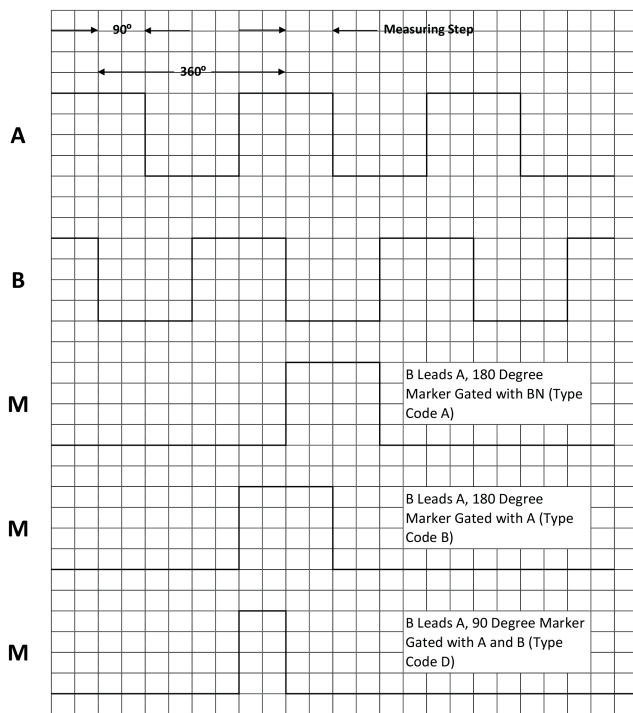 90º
Measuring Step
360º
A
B
M
B Leads A, 180 Degree
Marker Gated with BN (Type
Code A)
M
B Leads A, 180 Degree
Marker Gated with A (Type
Code B)
M
B Leads A, 90 Degree Marker
Gated with A and B (Type
Code D)